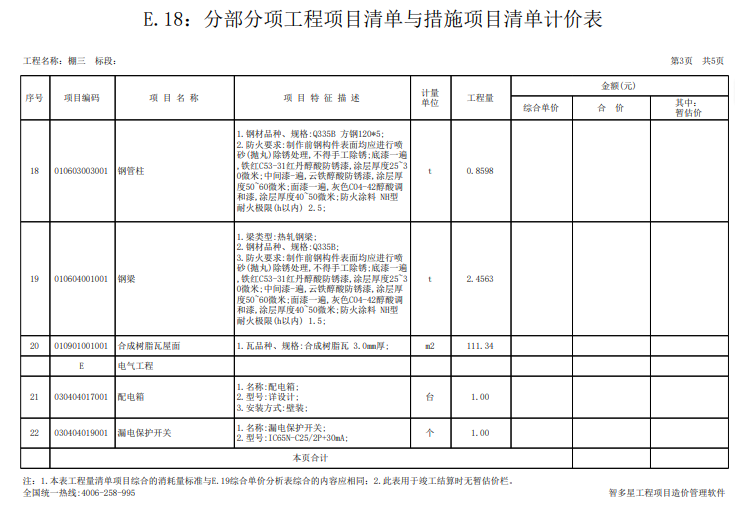 E.18: 分部分项工程项目清单与措施项目清单计价表
工程名称: 棚三 标段: 第3页 共5页
序号 项目编码 项 目 名 称 项 目 特 征 描 述 计量单位 工程量 金额(元)
综合单价 合 价 其中:暂估价
18 010603003001 钢管柱 t 0.8598
1.钢材品种、规格:Q335B 方钢120*5;
2.防火要求:制作前钢构件表面均应进行喷
砂(抛丸)除锈处理,不得手工除锈;底漆一遍
,铁红C53-31红丹醇酸防锈漆,涂层厚度25~3
0微米;中间漆-遍,云铁醇酸防锈漆,涂层厚
度50~60微米;面漆一遍,灰色C04-42醇酸调
和漆,涂层厚度40~50微米;防火涂料 NH型
耐火极限(h以内) 2.5;
19 010604001001 钢梁 t 2.4563
1.梁类型:热轧钢梁;
2.钢材品种、规格:Q335B;
3.防火要求:制作前钢构件表面均应进行喷
砂(抛丸)除锈处理,不得手工除锈;底漆一遍
,铁红C53-31红丹醇酸防锈漆,涂层厚度25~3
0微米;中间漆-遍,云铁醇酸防锈漆,涂层厚
度50~60微米;面漆一遍,灰色C04-42醇酸调
和漆,涂层厚度40~50微米;防火涂料 NH型
耐火极限(h以内) 1.5;
20 010901001001 合成树脂瓦屋面 1.瓦品种、规格:合成树脂瓦 3.0mm厚; m2 111.34
E 电气工程
21 030404017001 配电箱 台 1.00
1.名称:配电箱;
2.型号:详设计;
3.安装方式:壁装;
22 030404019001 漏电保护开关 个 1.00
1.名称:漏电保护开关;
2.型号:IC65N-C25/2P+30mA;
本页合计
注: 1.本表工程量清单项目综合的消耗量标准与E.19综合单价分析表综合的内容应相同; 2.此表用于竣工结算时无暂估价栏。
全国统一热线:4006-258-995 智多星工程项目造价管理软件